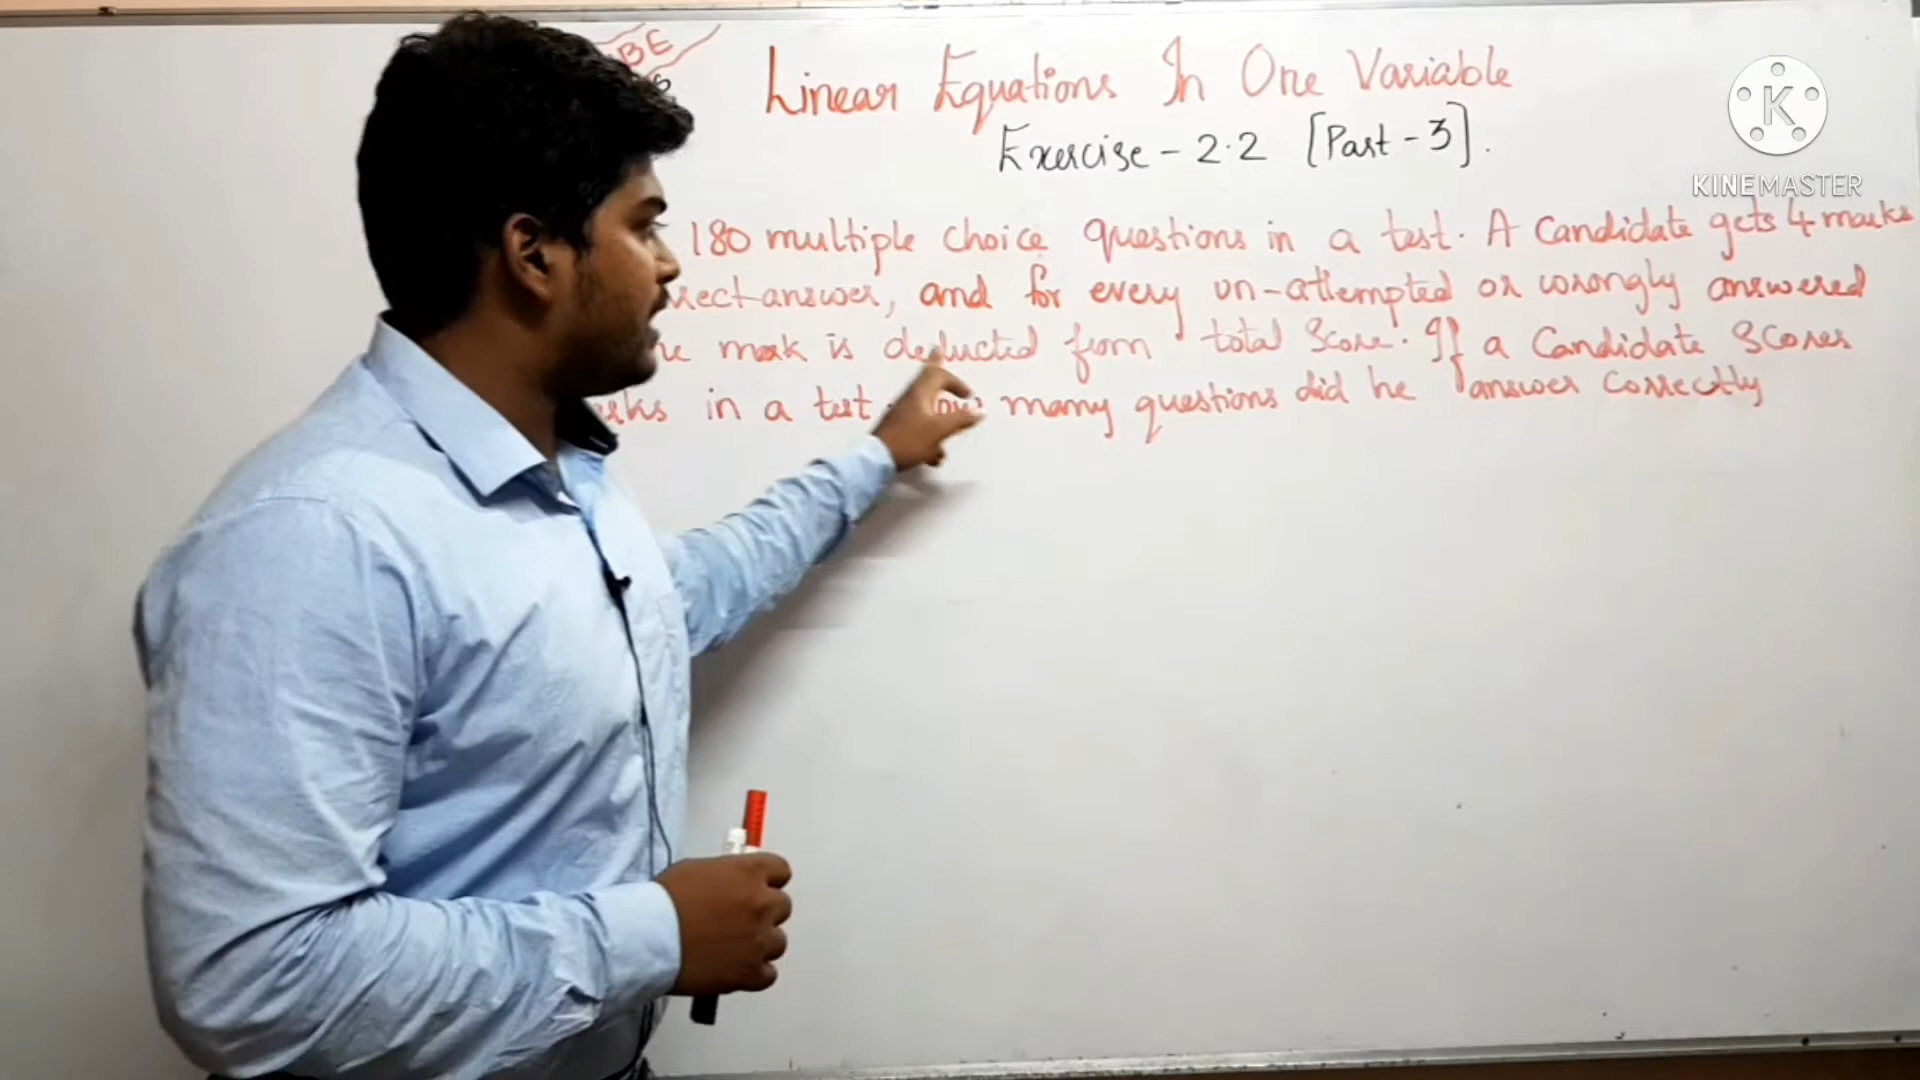 BE
Linear Equations In One Variable
Exercise - 2.2 [Part - 3].
KINEMASTER
180 multiple choice questions in a test. A Candidate gets 4 marks
rect answer, and for every un-attempted or wrongly answered
mark is deducted from total Score. If a Candidate Scores
rks in a test. many questions did he answer correctly